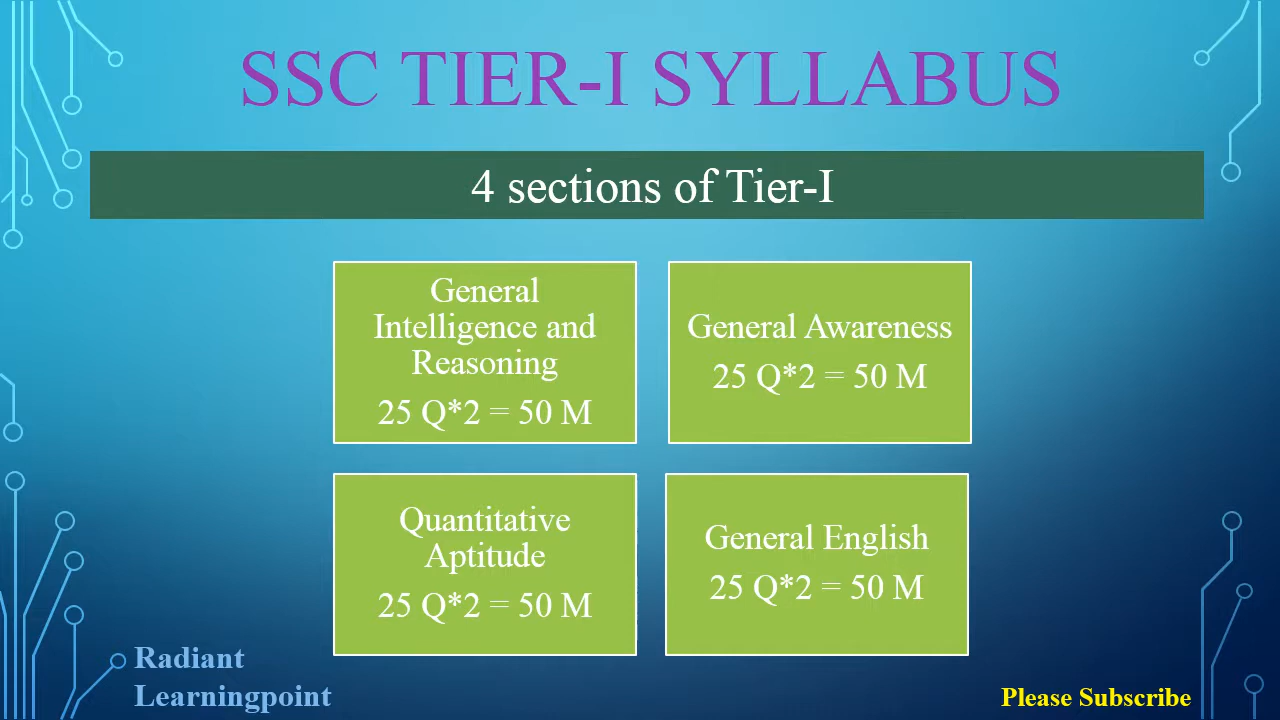 SSC TIER-I SYLLABUS
4 sections of Tier-I
General
Intelligence and
Reasoning
25 Q*2 = 50 M
General Awareness
25 Q*2 = 50 M
Quantitative
Aptitude
25 Q*2 = 50 M
General English
25 Q*2 = 50 M
Radiant
Learningpoint
Please Subscribe